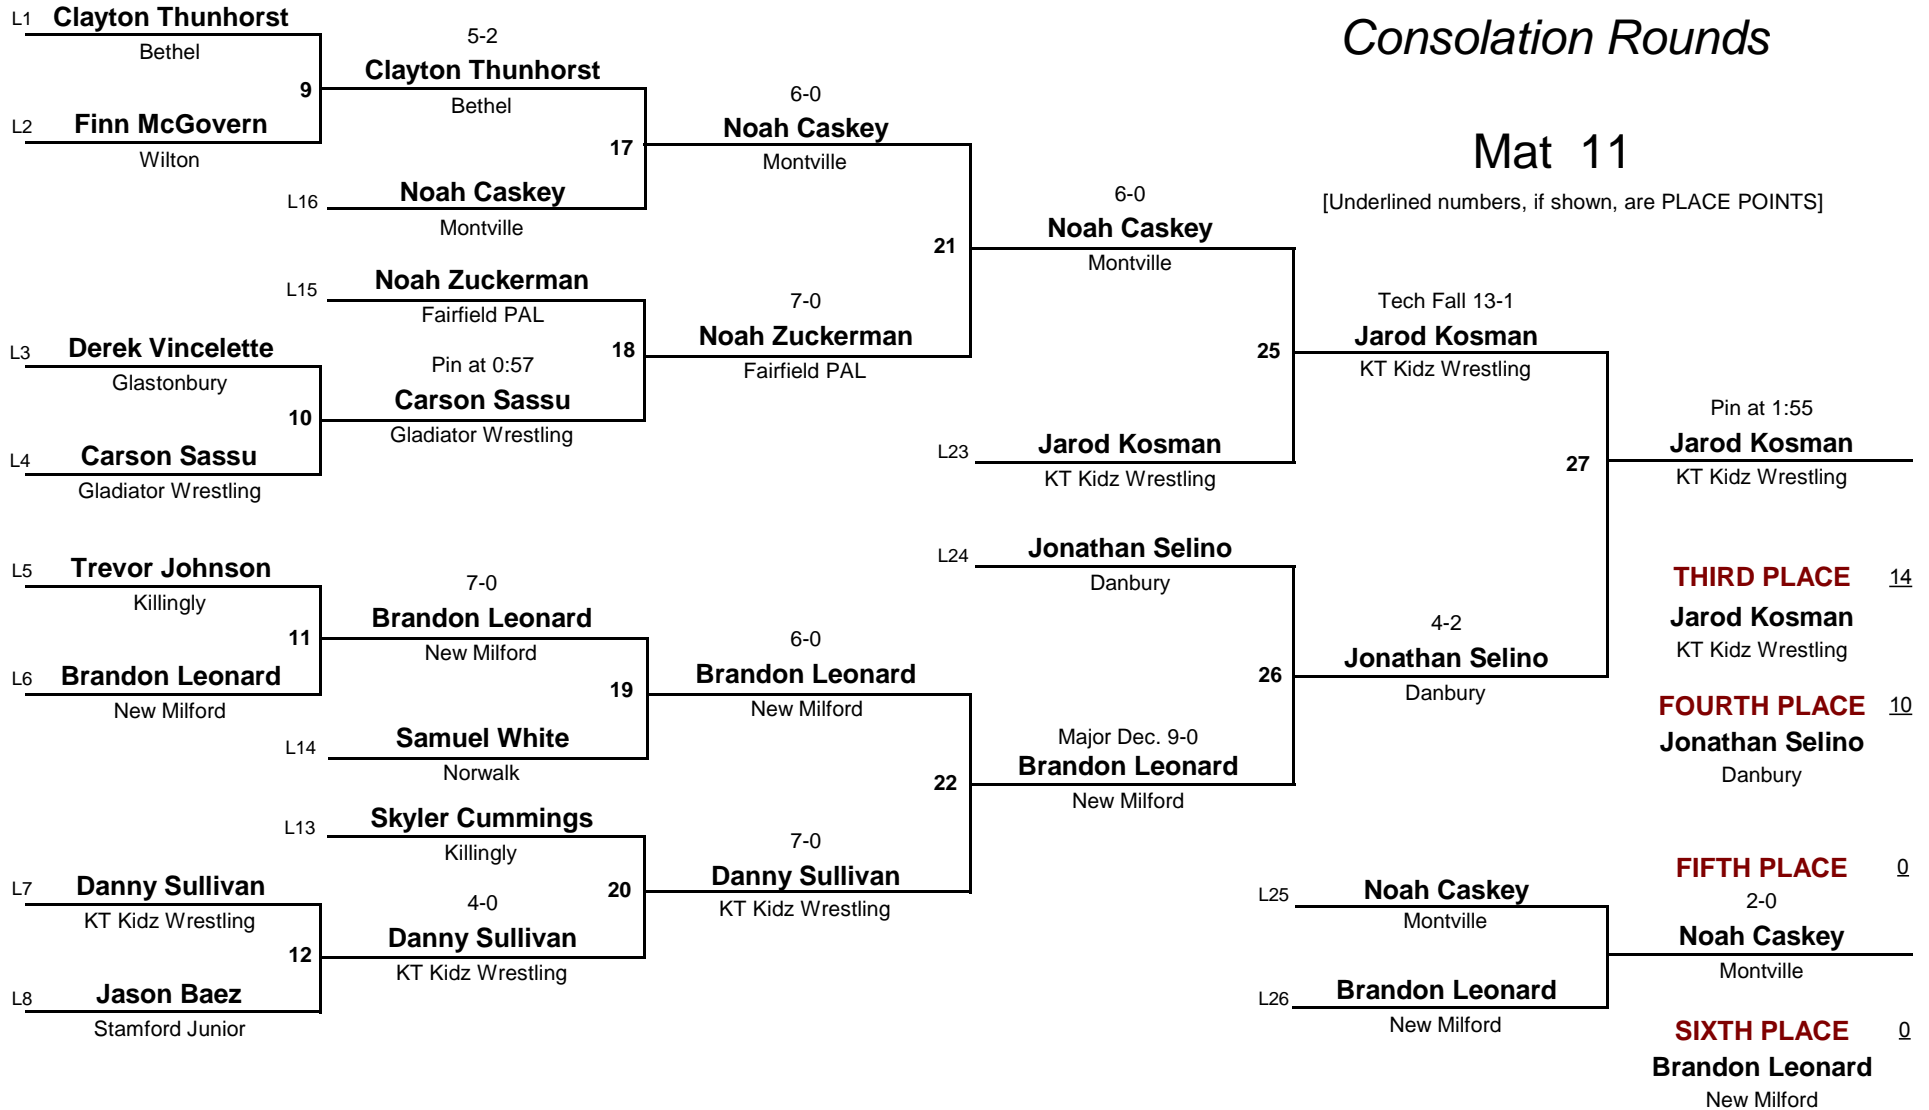 Consolation Rounds
Mat 11
[Underlined numbers, if shown, are PLACE POINTS]
L1 Clayton Thunhorst
Bethel
9
L2 Finn McGovern
Wilton
5-2
Clayton Thunhorst
Bethel
17
L16 Noah Caskey
Montville
L15 Noah Zuckerman
Fairfield PAL
18
L3 Derek Vincelette
Glastonbury
10
L4 Carson Sassu
Gladiator Wrestling
Pin at 0:57
Carson Sassu
Gladiator Wrestling
6-0
Noah Caskey
Montville
21
7-0
Noah Zuckerman
Fairfield PAL
6-0
Noah Caskey
Montville
25
L23 Jarod Kosman
KT Kidz Wrestling
Tech Fall 13-1
Jarod Kosman
KT Kidz Wrestling
27
L5 Trevor Johnson
Killingly
11
L6 Brandon Leonard
New Milford
7-0
Brandon Leonard
New Milford
19
L14 Samuel White
Norwalk
L13 Skyler Cummings
Killingly
20
L7 Danny Sullivan
KT Kidz Wrestling
12
L8 Jason Baez
Stamford Junior
4-0
Danny Sullivan
KT Kidz Wrestling
6-0
Brandon Leonard
New Milford
22
7-0
Danny Sullivan
KT Kidz Wrestling
L24 Jonathan Selino
Danbury
26
Major Dec. 9-0
Brandon Leonard
New Milford
4-2
Jonathan Selino
Danbury
Pin at 1:55
Jarod Kosman
KT Kidz Wrestling
THIRD PLACE 14
Jarod Kosman
KT Kidz Wrestling
FOURTH PLACE 10
Jonathan Selino
Danbury
L25 Noah Caskey
Montville
L26 Brandon Leonard
New Milford
FIFTH PLACE 0
2-0
Noah Caskey
Montville
SIXTH PLACE 0
Brandon Leonard
New Milford